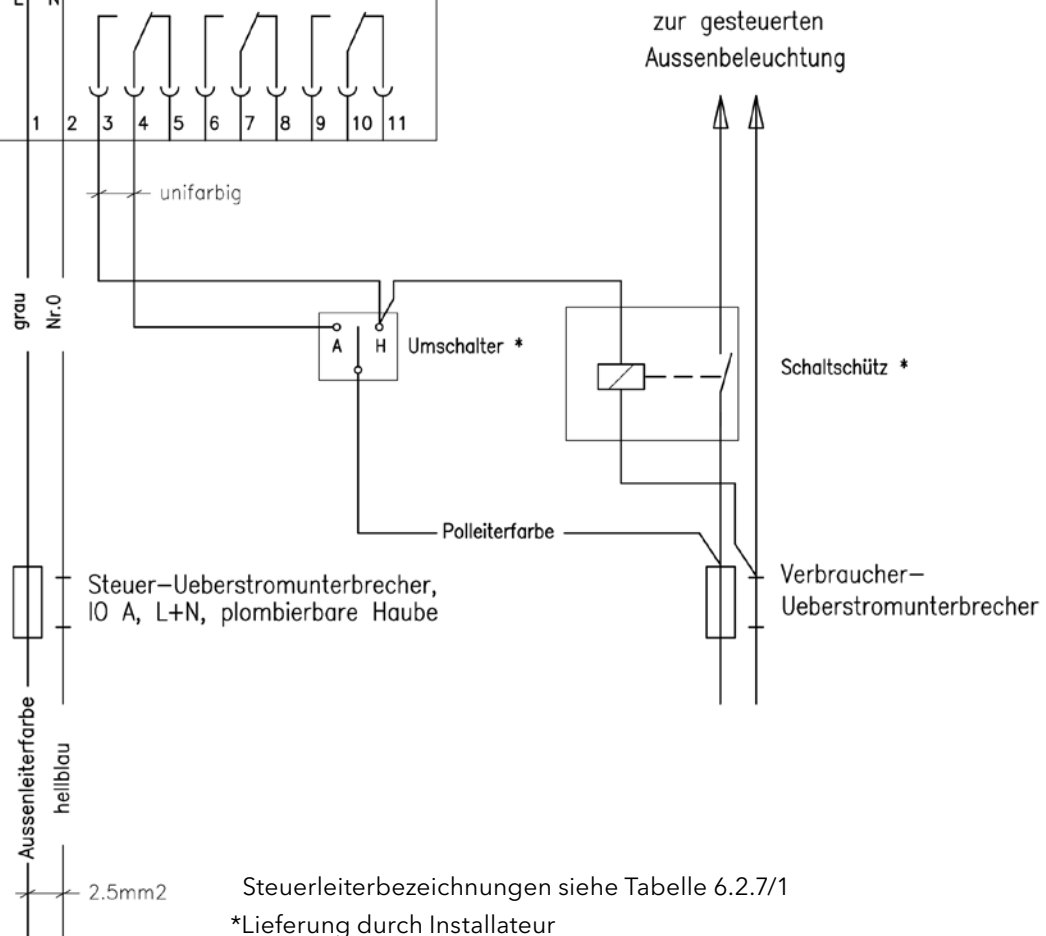 zur gesteuerten
Aussenbeleuchtung
1 2 3 4 5 6 7 8 9 10 11
unifarbig
grau
Nr.0
A H
Umschalter *
Schaltschütz *
Polleiterfarbe
Steuer-Ueberstromunterbrecher,
10 A, L+N, plombierbare Haube
Verbraucher-
Ueberstromunterbrecher
Aussenleiterfarbe
hellblau
2.5mm2
Steuerleiterbezeichnungen siehe Tabelle 6.2.7/1
*Lieferung durch Installateur